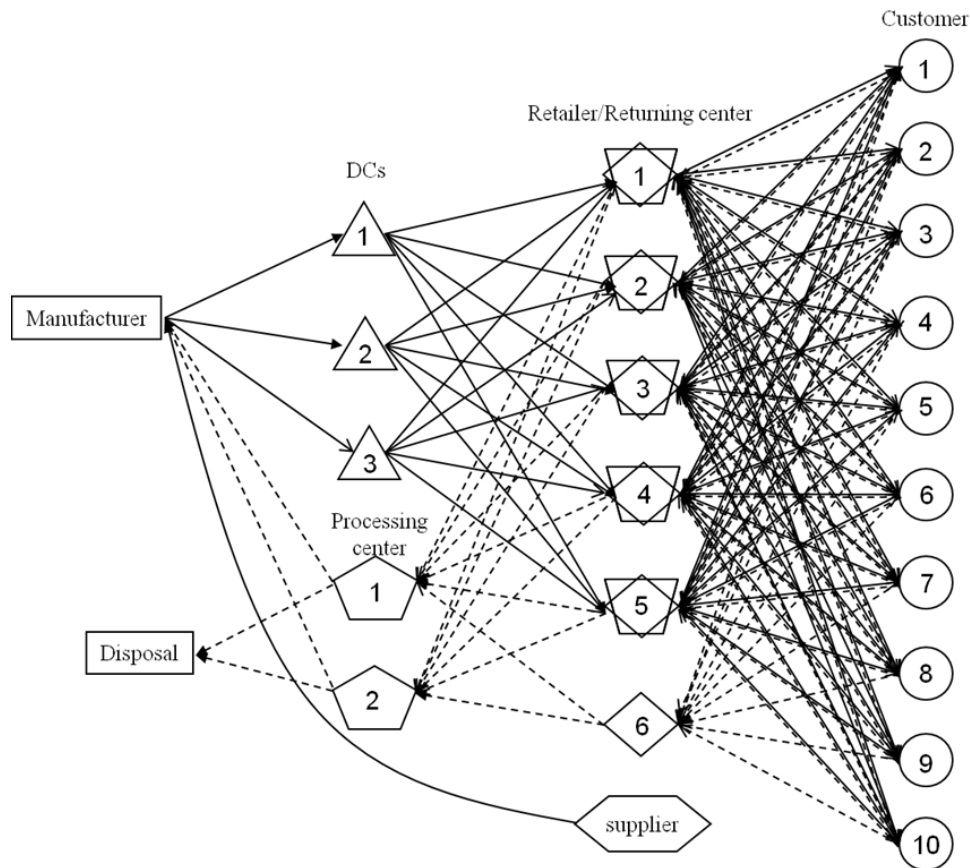 Customer
1
Retailer/Returning center
2
DCs
1
1
3
2
Manufacturer
4
2
3
5
3
4
6
Processing
center
1
5
7
Disposal
2
6
8
9
supplier
10